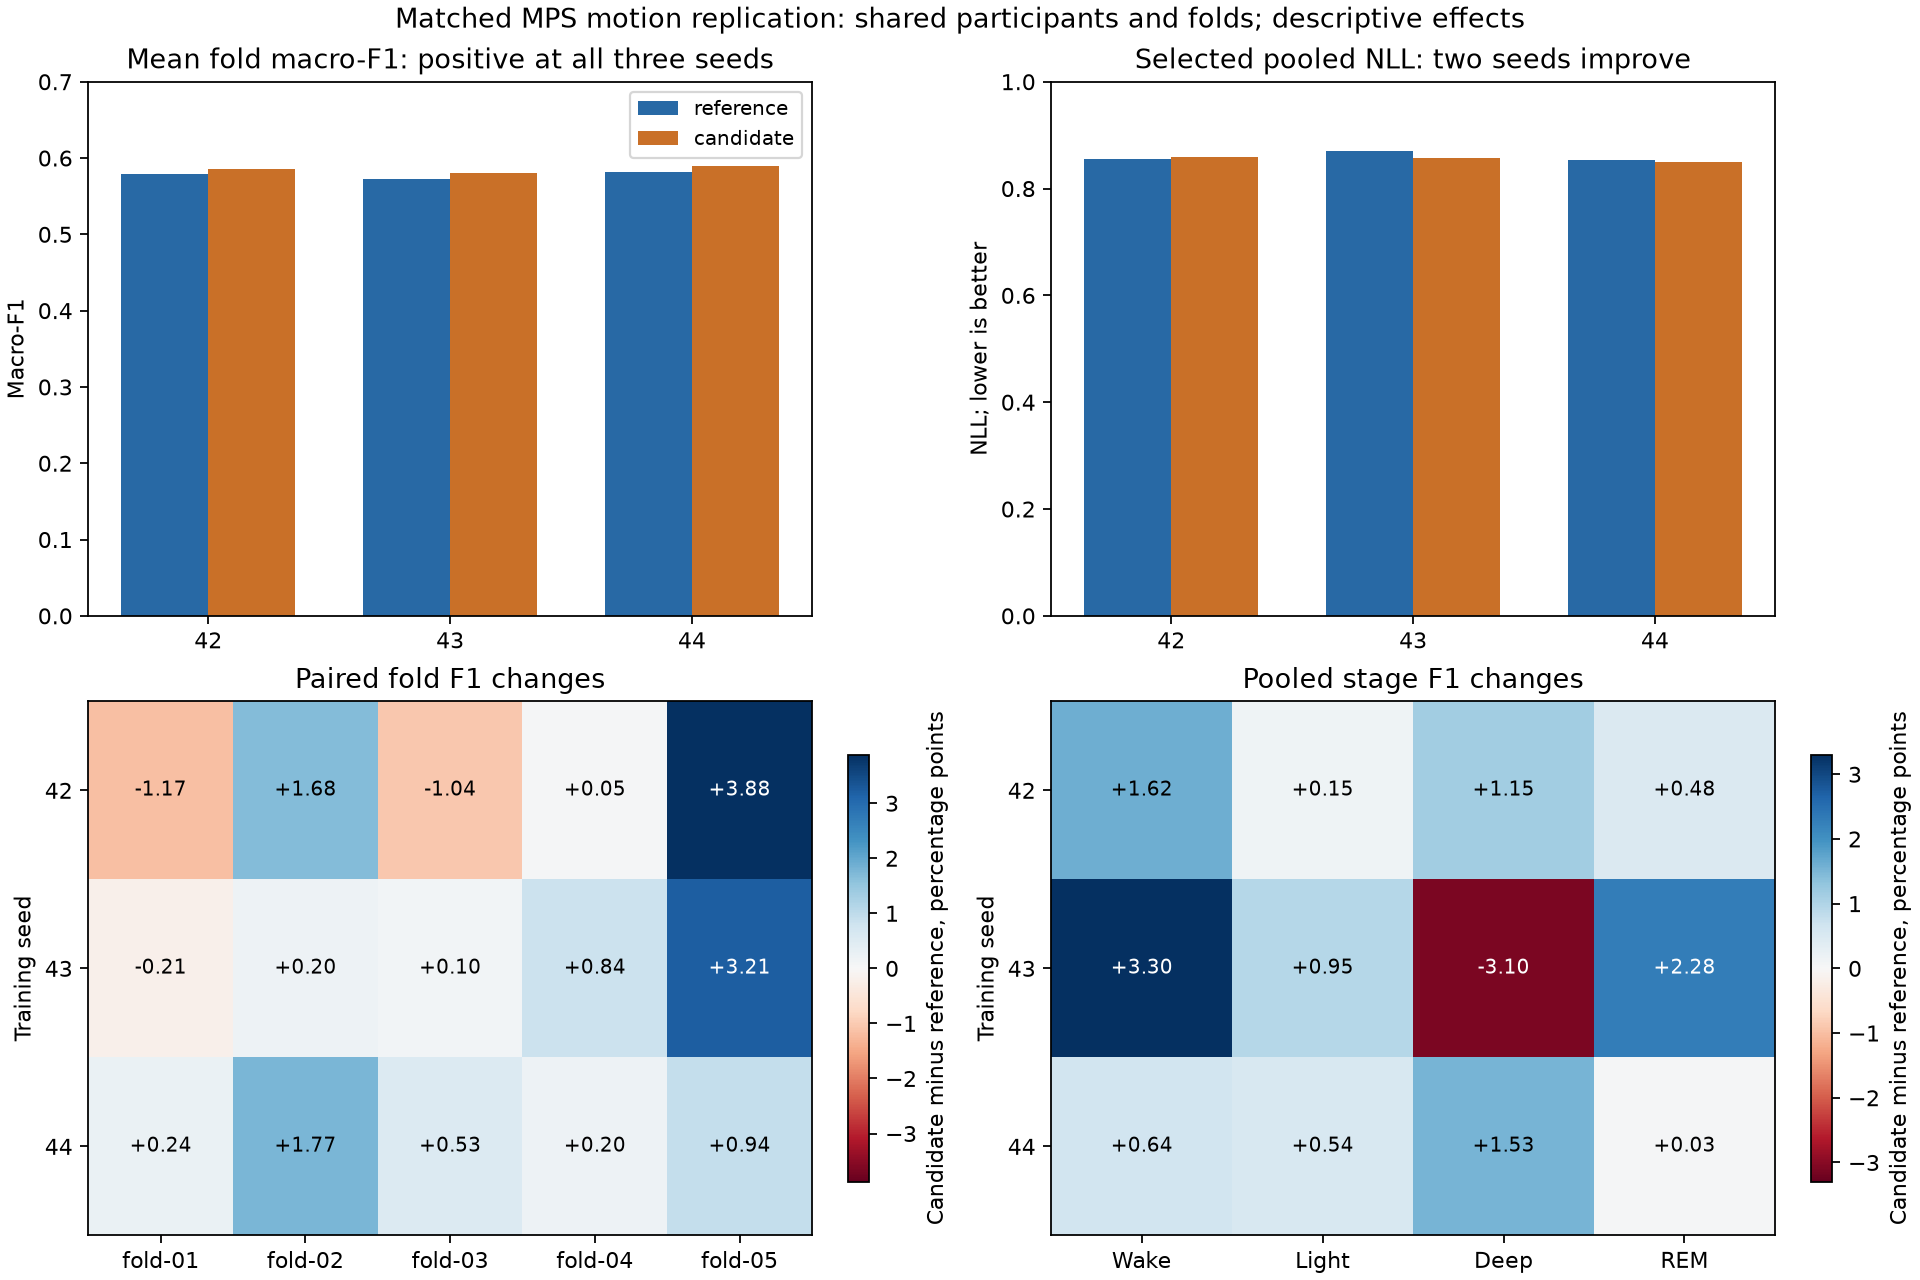 Matched MPS motion replication: shared participants and folds; descriptive effects
Mean fold macro-F1: positive at all three seeds
Macro-F1
0.7
0.6
0.5
0.4
0.3
0.2
0.1
0.0
reference
candidate
42 43 44
Selected pooled NLL: two seeds improve
NLL; lower is better
1.0
0.8
0.6
0.4
0.2
0.0
42 43 44
Paired fold F1 changes
Training seed
42 -1.17 +1.68 -1.04 +0.05 +3.88
43 -0.21 +0.20 +0.10 +0.84 +3.21
44 +0.24 +1.77 +0.53 +0.20 +0.94
fold-01 fold-02 fold-03 fold-04 fold-05
3
2
1
0
−1
−2
−3
Candidate minus reference, percentage points
Pooled stage F1 changes
Training seed
42 +1.62 +0.15 +1.15 +0.48
43 +3.30 +0.95 -3.10 +2.28
44 +0.64 +0.54 +1.53 +0.03
Wake Light Deep REM
3
2
1
0
−1
−2
−3
Candidate minus reference, percentage points